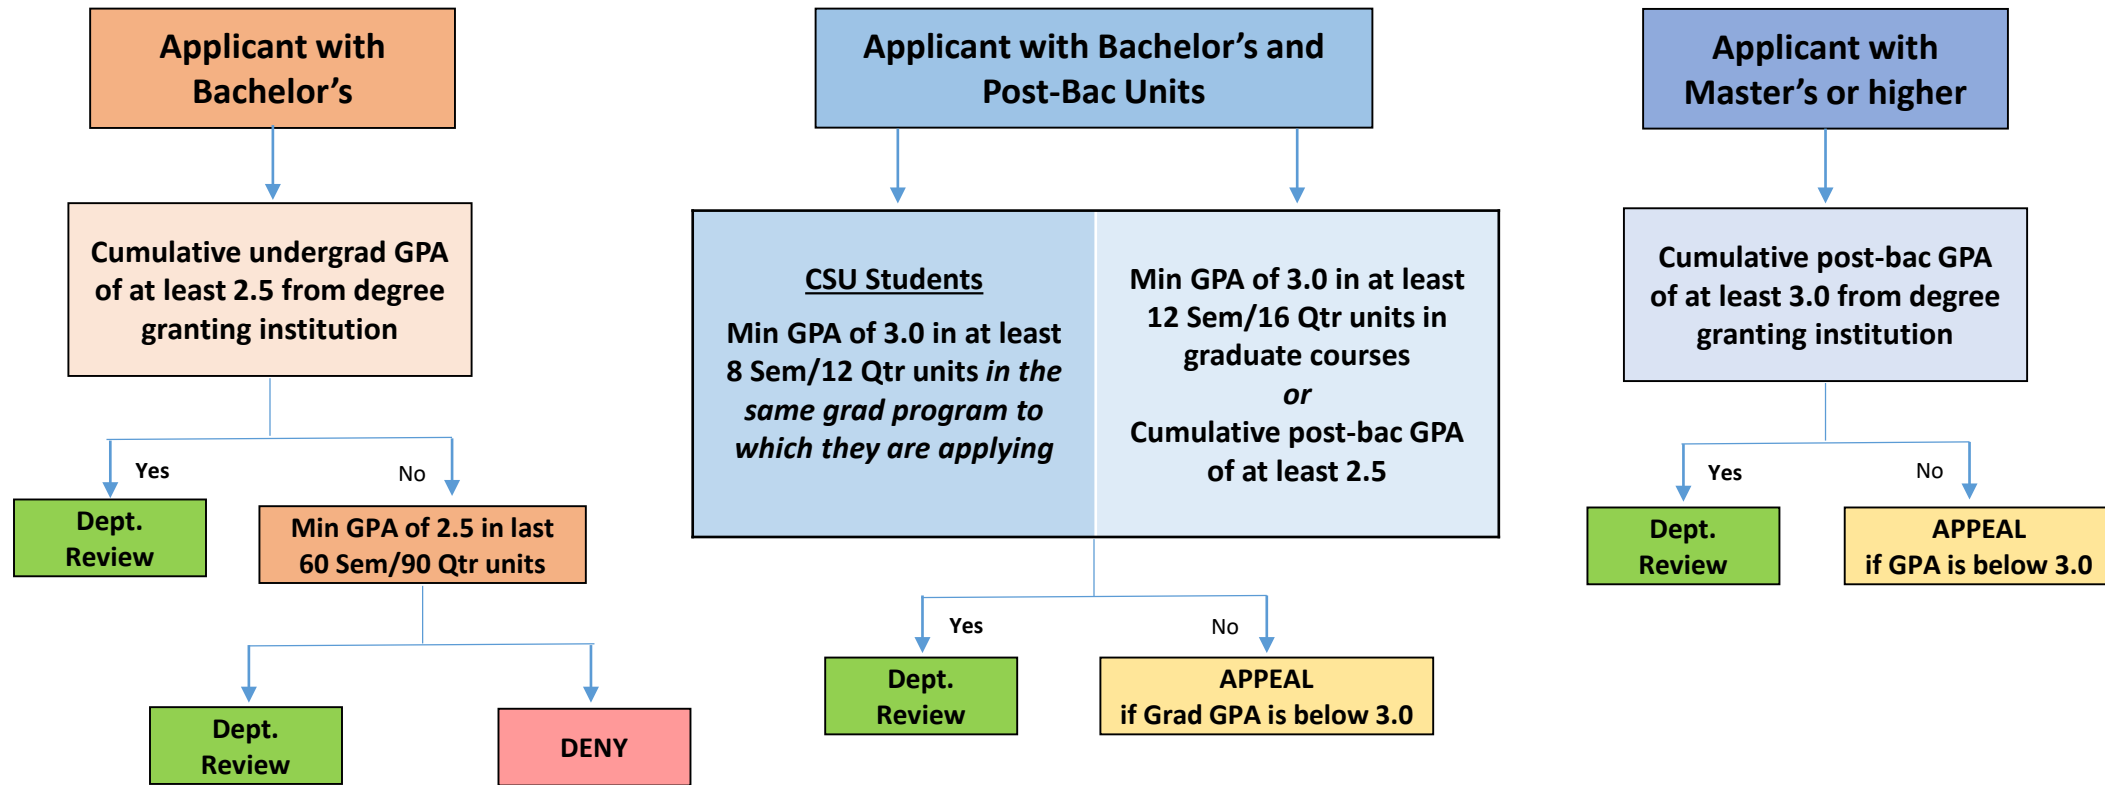 Applicant with
Bachelor’s
Cumulative undergrad GPA
of at least 2.5 from degree
granting institution
Yes
No
Dept.
Review
Min GPA of 2.5 in last
60 Sem/90 Qtr units
Dept.
Review
DENY
Applicant with Bachelor’s and
Post-Bac Units
CSU Students
Min GPA of 3.0 in at least
8 Sem/12 Qtr units in the
same grad program to
which they are applying
Min GPA of 3.0 in at least
12 Sem/16 Qtr units in
graduate courses
or
Cumulative post-bac GPA
of at least 2.5
Yes
No
Dept.
Review
APPEAL
if Grad GPA is below 3.0
Applicant with
Master’s or higher
Cumulative post-bac GPA
of at least 3.0 from degree
granting institution
Yes
No
Dept.
Review
APPEAL
if GPA is below 3.0